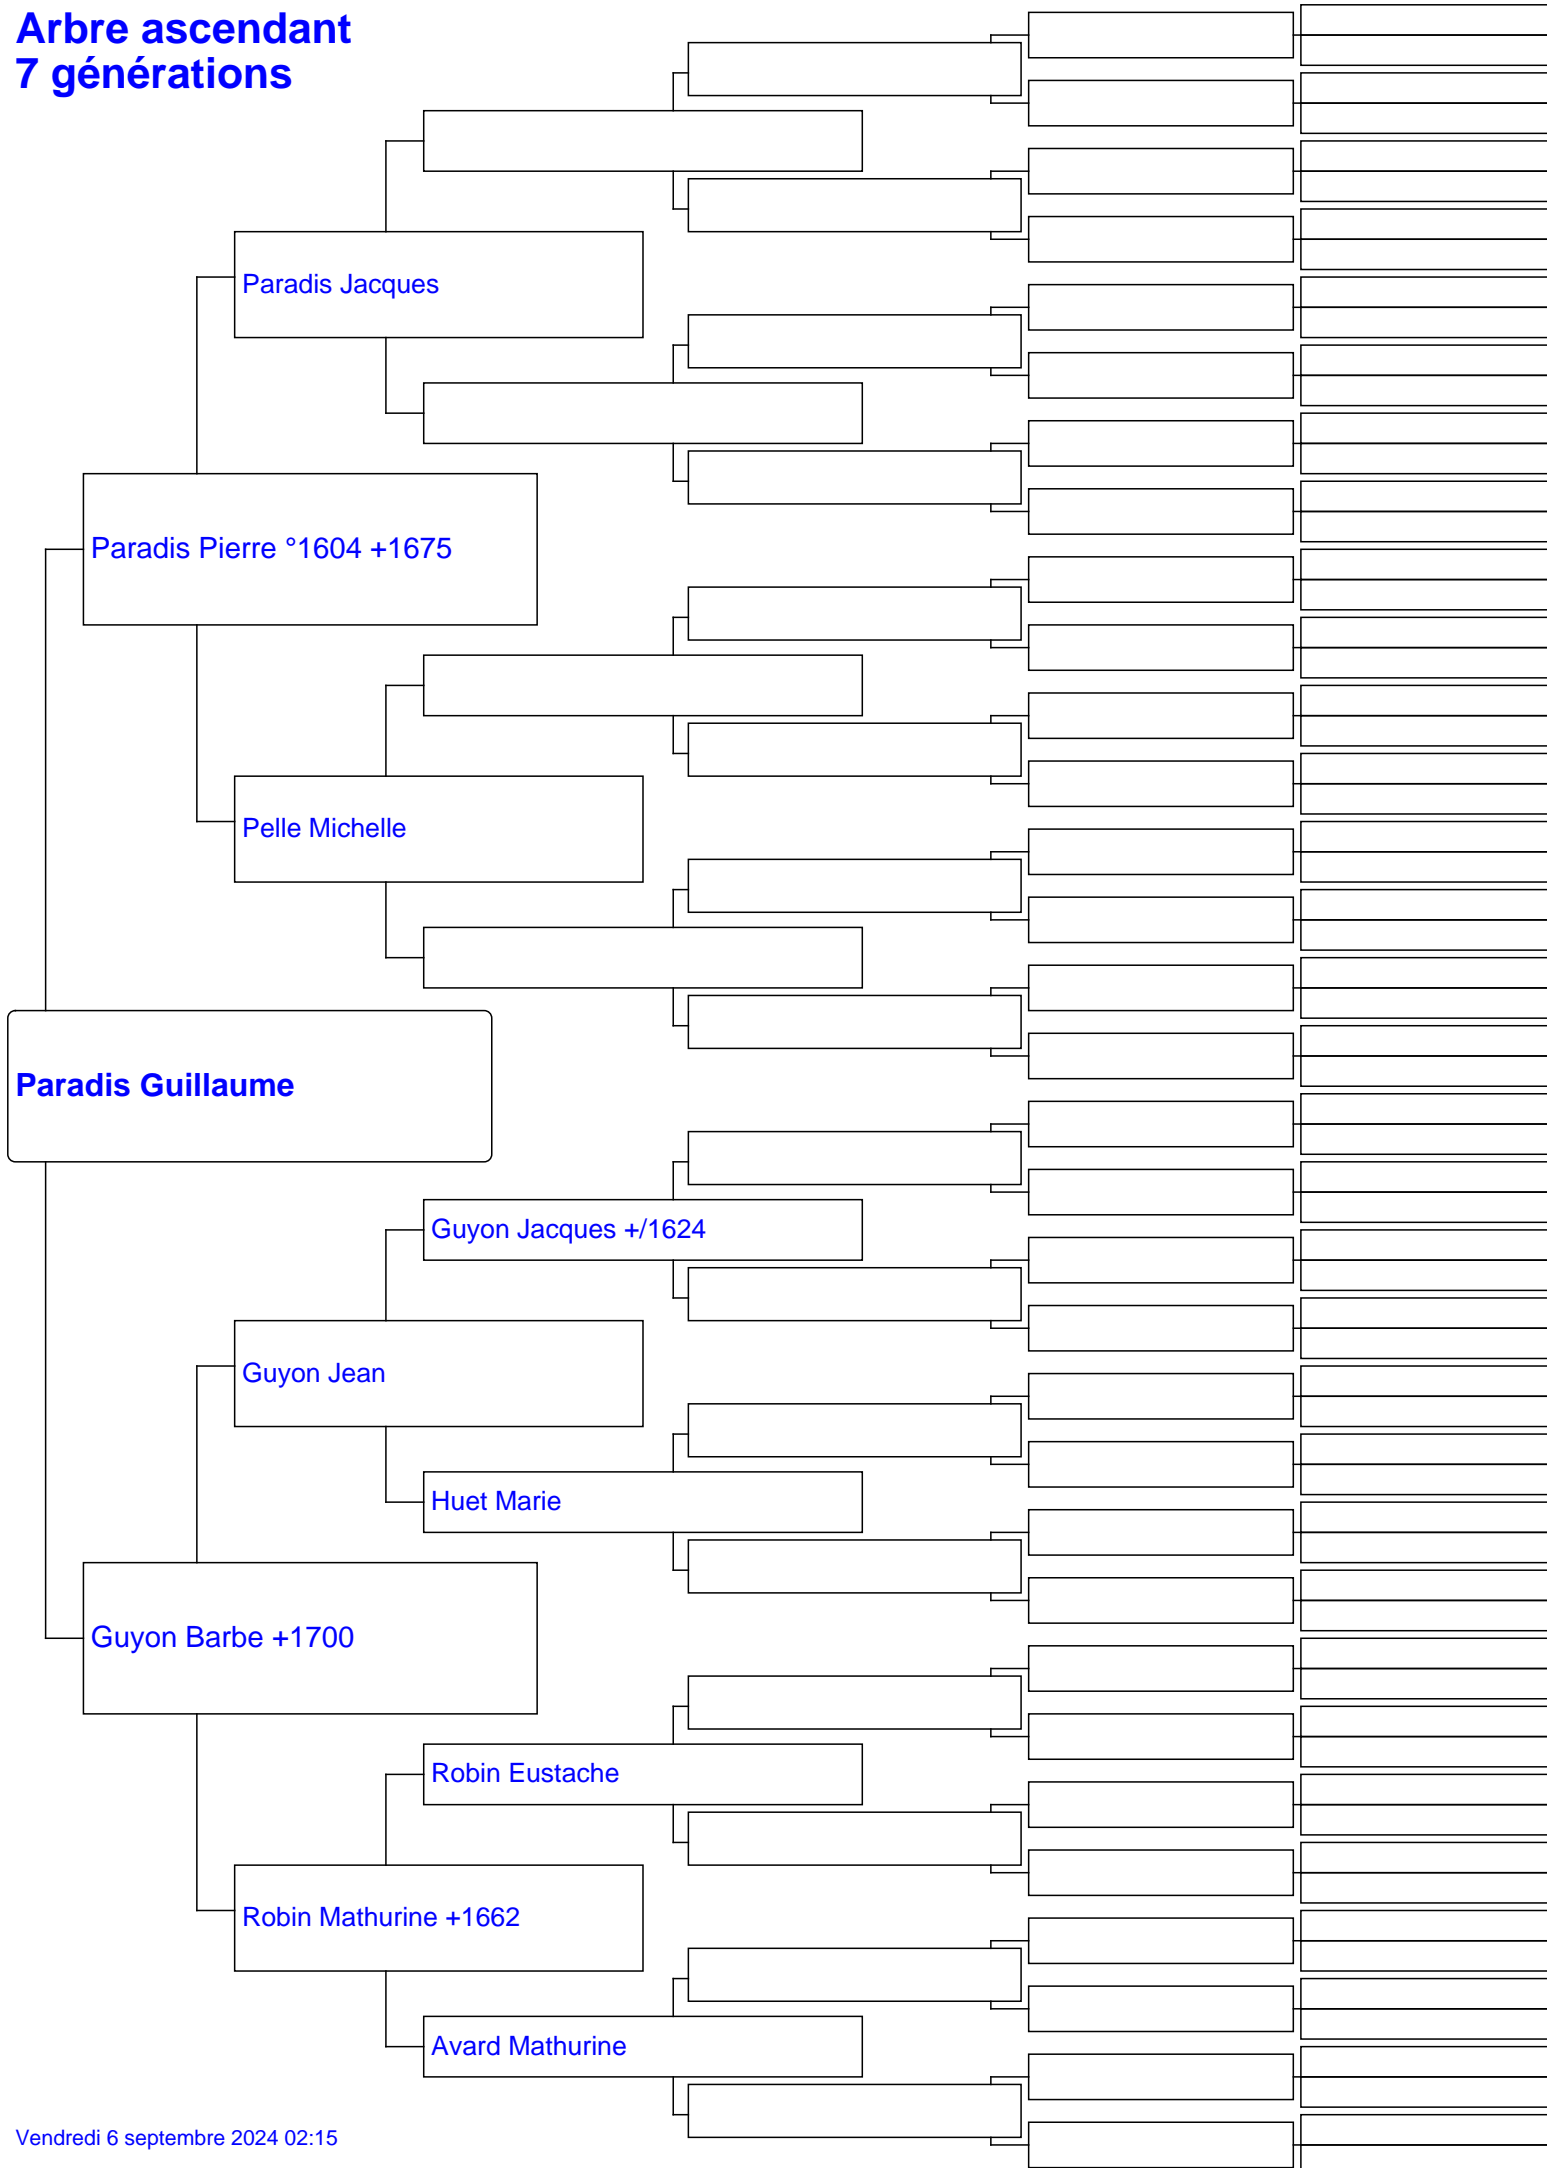 Arbre ascendant
7 générations
Paradis Jacques
Paradis Pierre °1604 +1675
Pelle Michelle
Paradis Guillaume
Guyon Jacques +/1624
Guyon Jean
Huet Marie
Guyon Barbe +1700
Robin Eustache
Robin Mathurine +1662
Avard Mathurine
Vendredi 6 septembre 2024 02:15